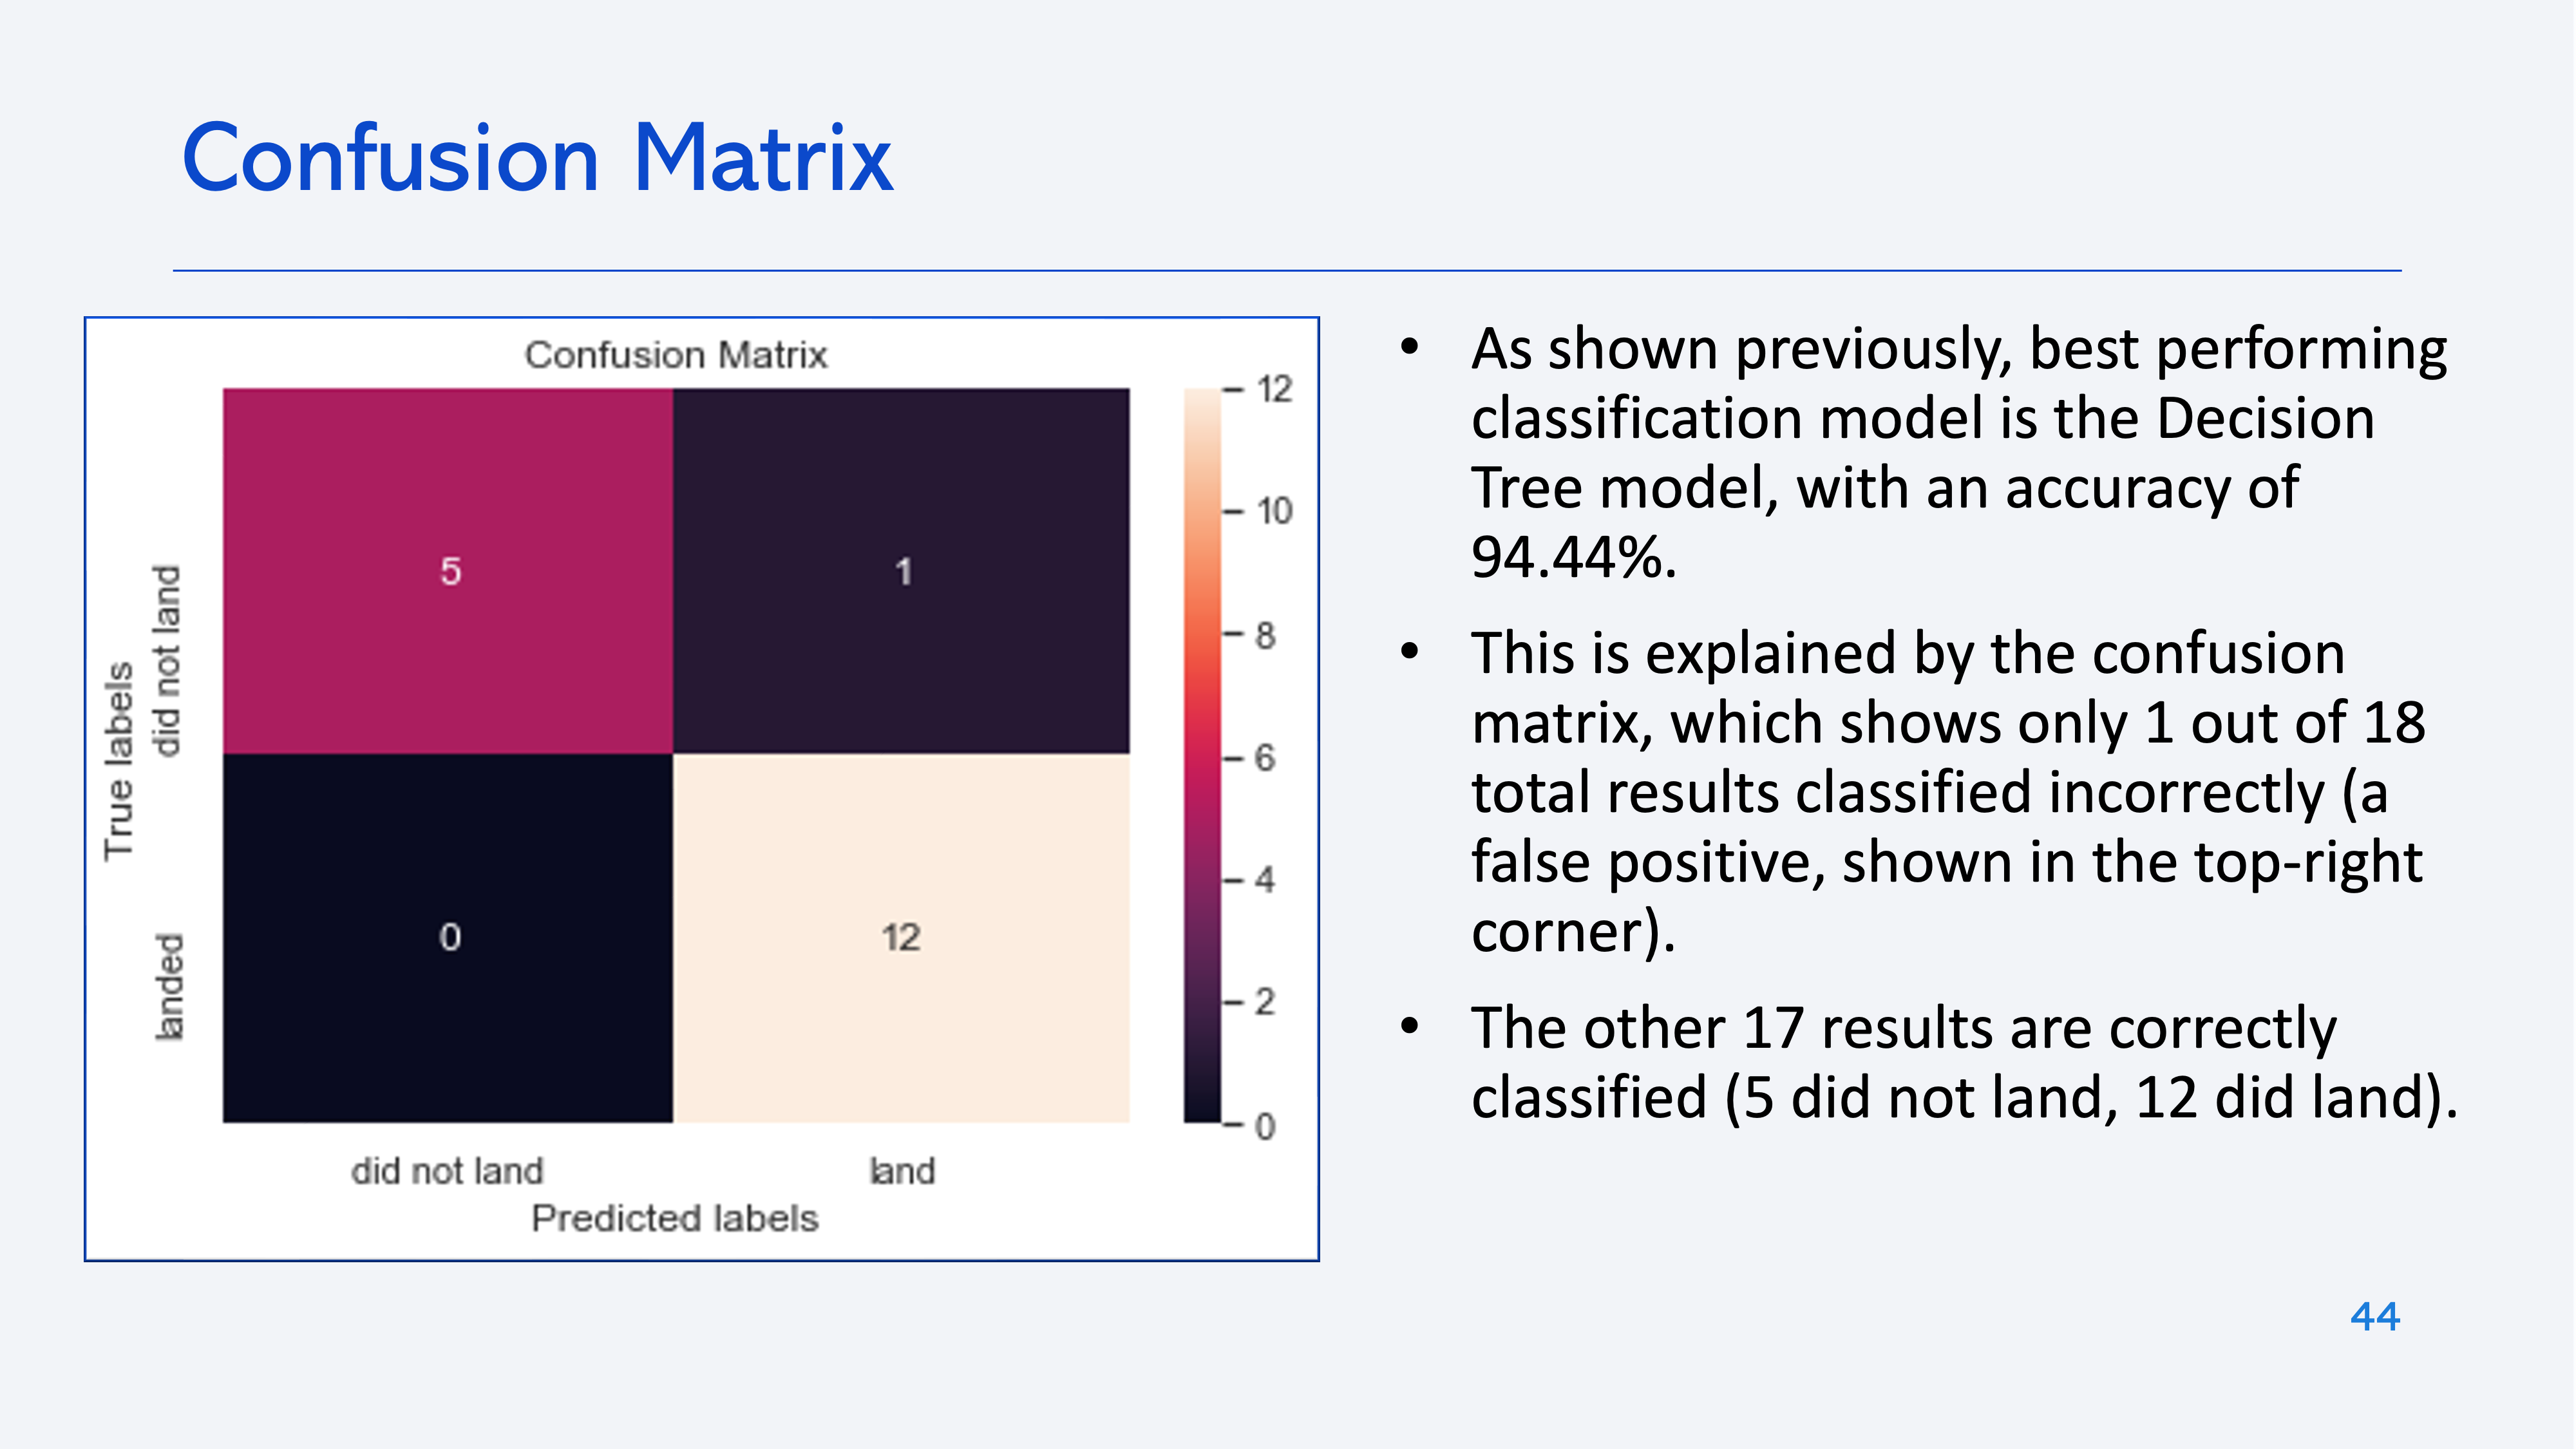 Confusion Matrix
Confusion Matrix
True labels
did not land
landed
5
1
0
12
12
10
8
6
4
2
0
did not land
land
Predicted labels
• As shown previously, best performing
classification model is the Decision
Tree model, with an accuracy of
94.44%.
• This is explained by the confusion
matrix, which shows only 1 out of 18
total results classified incorrectly (a
false positive, shown in the top-right
corner).
• The other 17 results are correctly
classified (5 did not land, 12 did land).
44